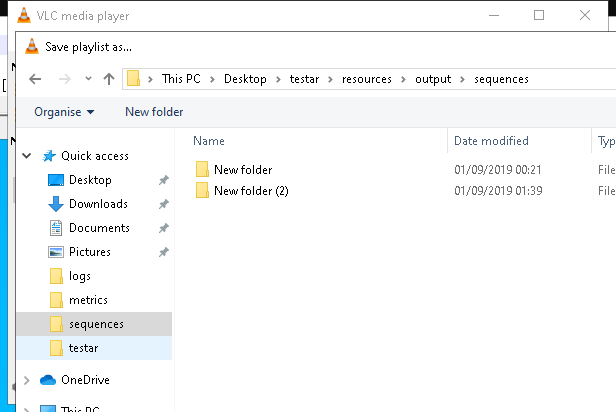 VLC media player
Save playlist as...
This PC > Desktop > testar > resources > output > sequences
Organise New folder
Name Date modified Typ
Quick access
New folder 01/09/2019 00:21 File
New folder (2) 01/09/2019 01:39 File
Desktop
Downloads
Documents
Pictures
logs
metrics
sequences
testar
OneDrive
This PC